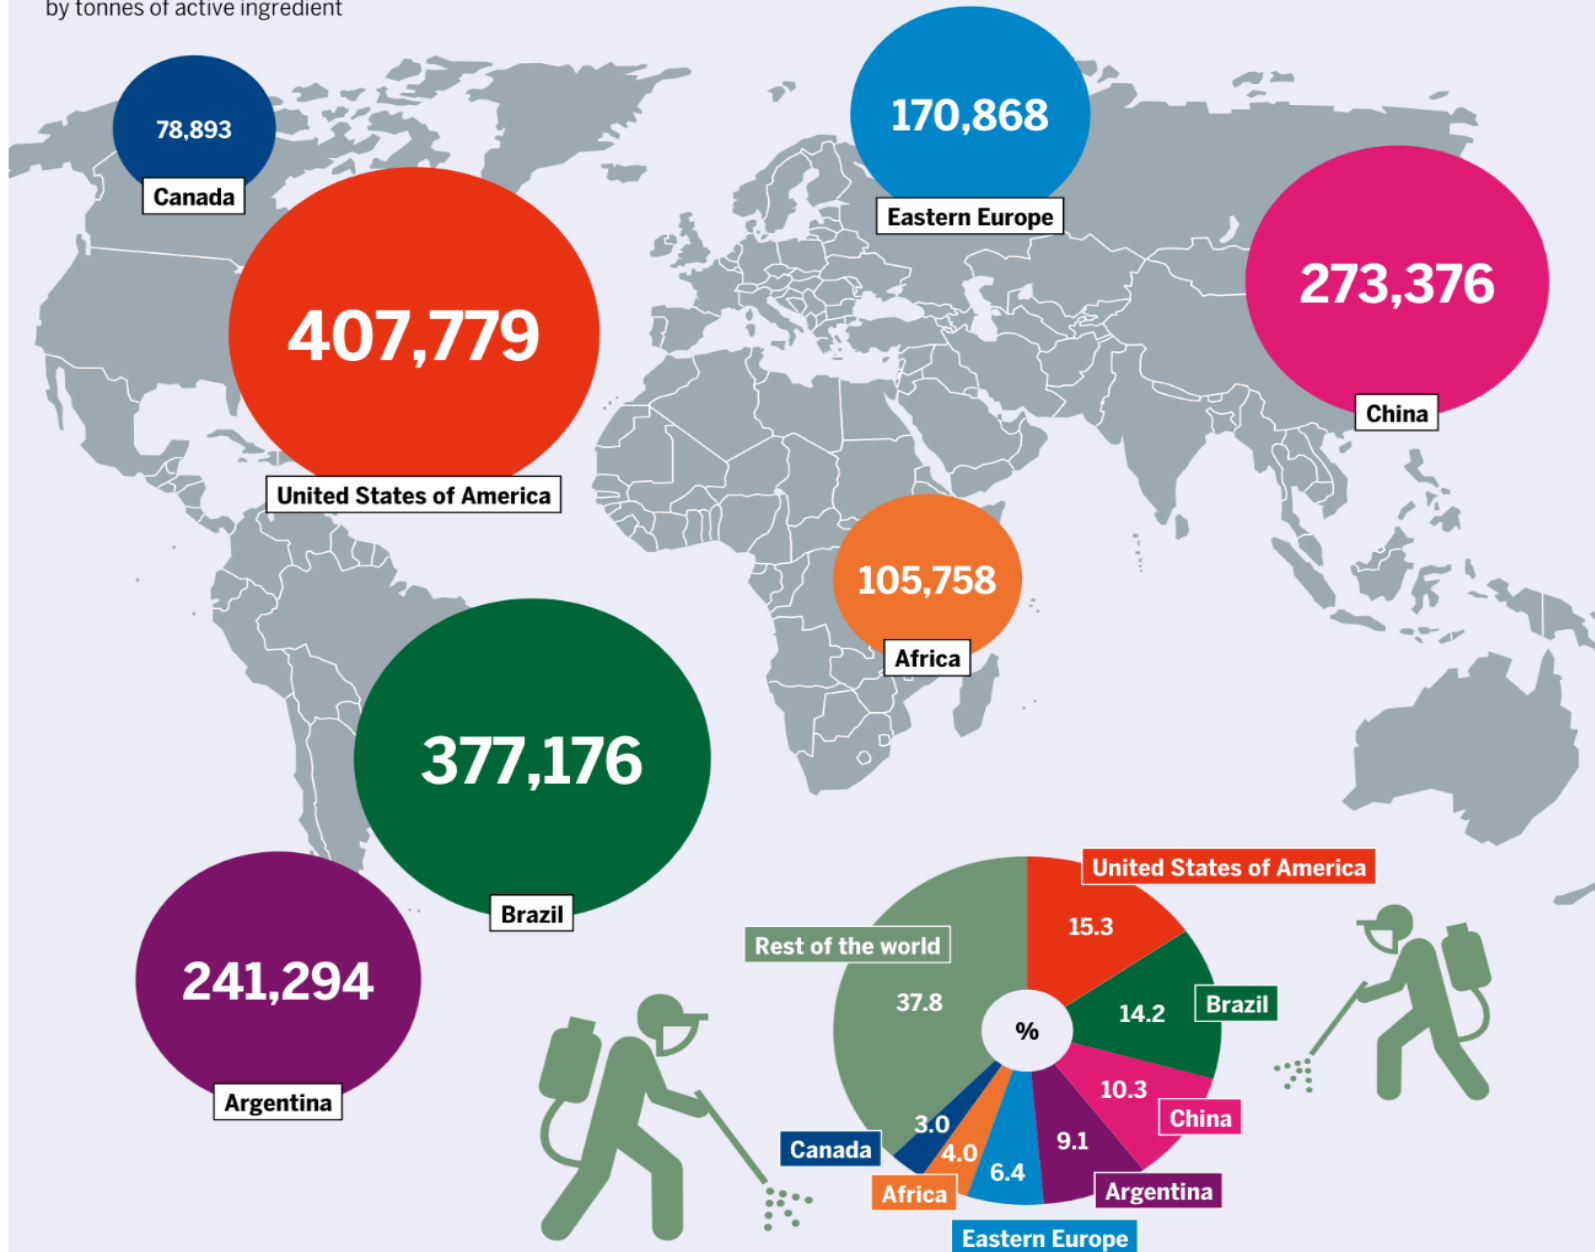 by tonnes of active ingredient
78,893
Canada
170,868
Eastern Europe
407,779
United States of America
273,376
China
105,758
Africa
377,176
Brazil
241,294
Argentina
United States of America
15.3
Rest of the world
37.8
Brazil
14.2
%
10.3
China
9.1
Argentina
6.4
Eastern Europe
4.0
Africa
3.0
Canada